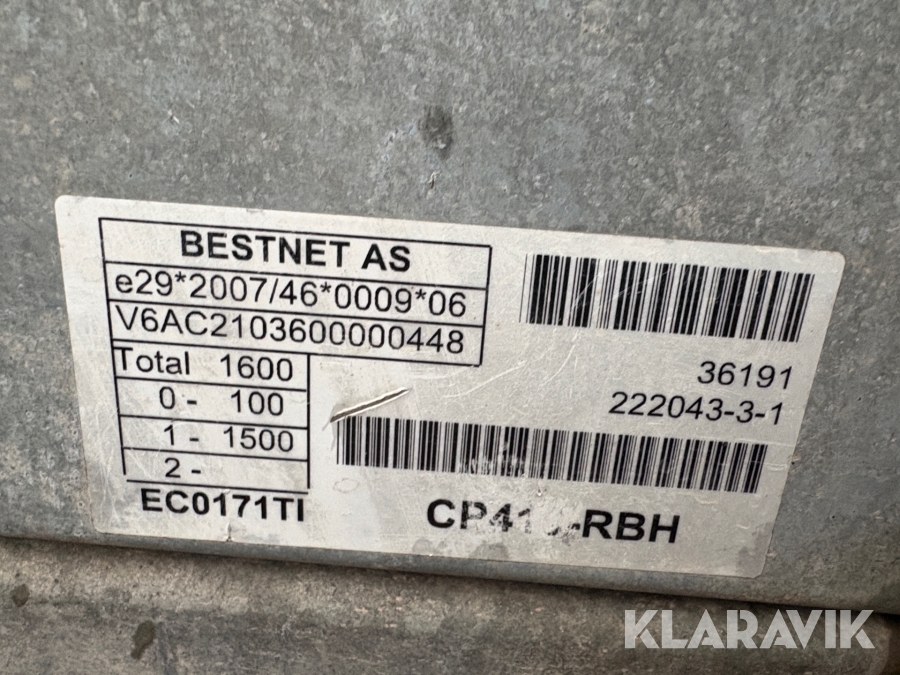 BESTNET AS
e29*2007/46*0009*06
V6AC2103600000448
Total 1600
0 - 100
1 - 1500
2 -
EC0171TI
36191
222043-3-1
KLARAVIK